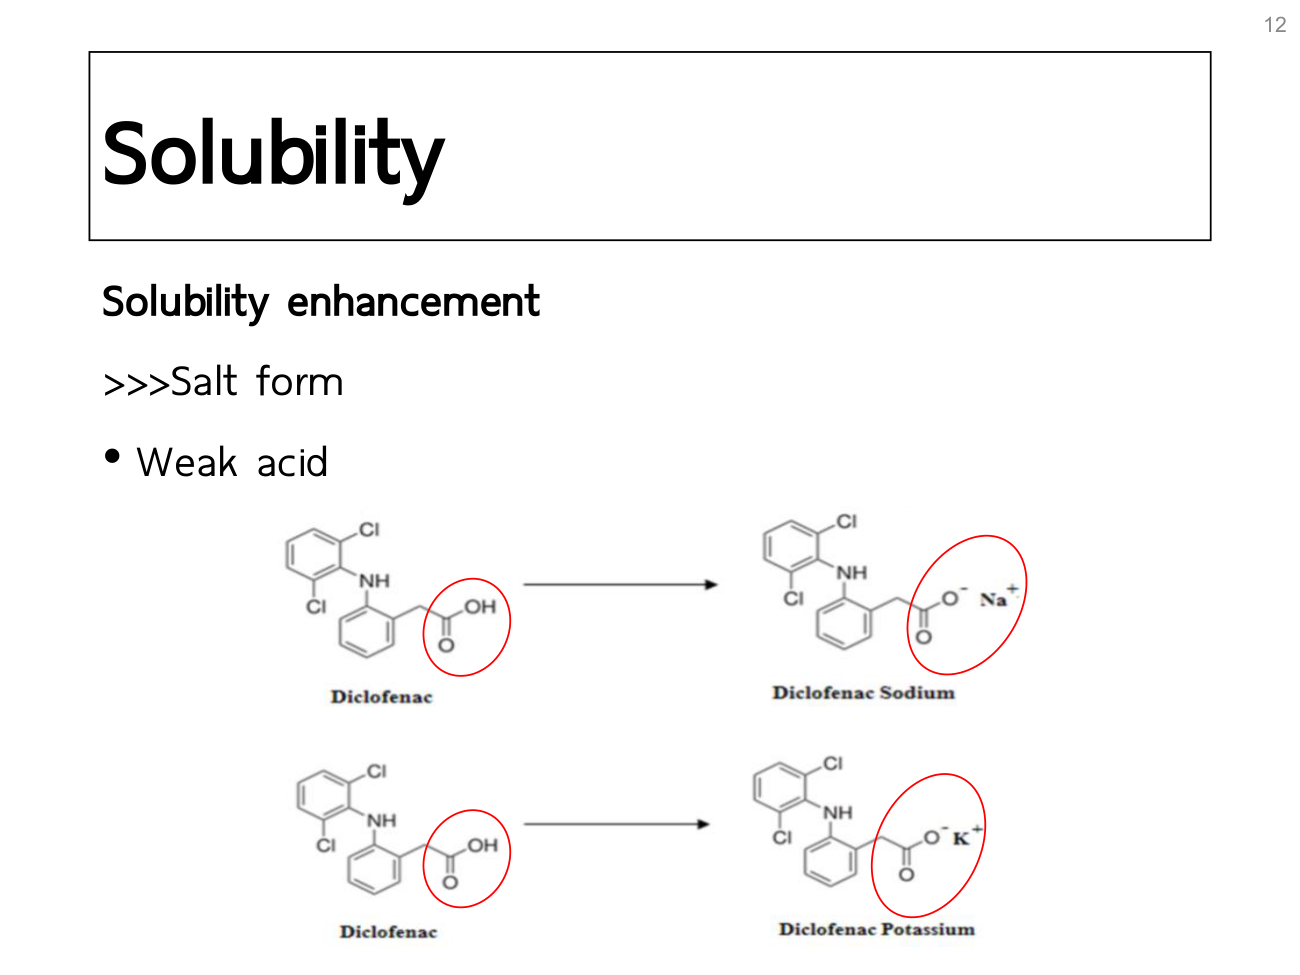 12
Solubility
Solubility enhancement
>>>Salt form
• Weak acid
Cl
NH
Cl
OH
O
Diclofenac
Cl
NH
Cl
O⁻ Na⁺
O
Diclofenac Sodium
Cl
NH
Cl
OH
O
Diclofenac
Cl
NH
Cl
O⁻ K⁺
O
Diclofenac Potassium